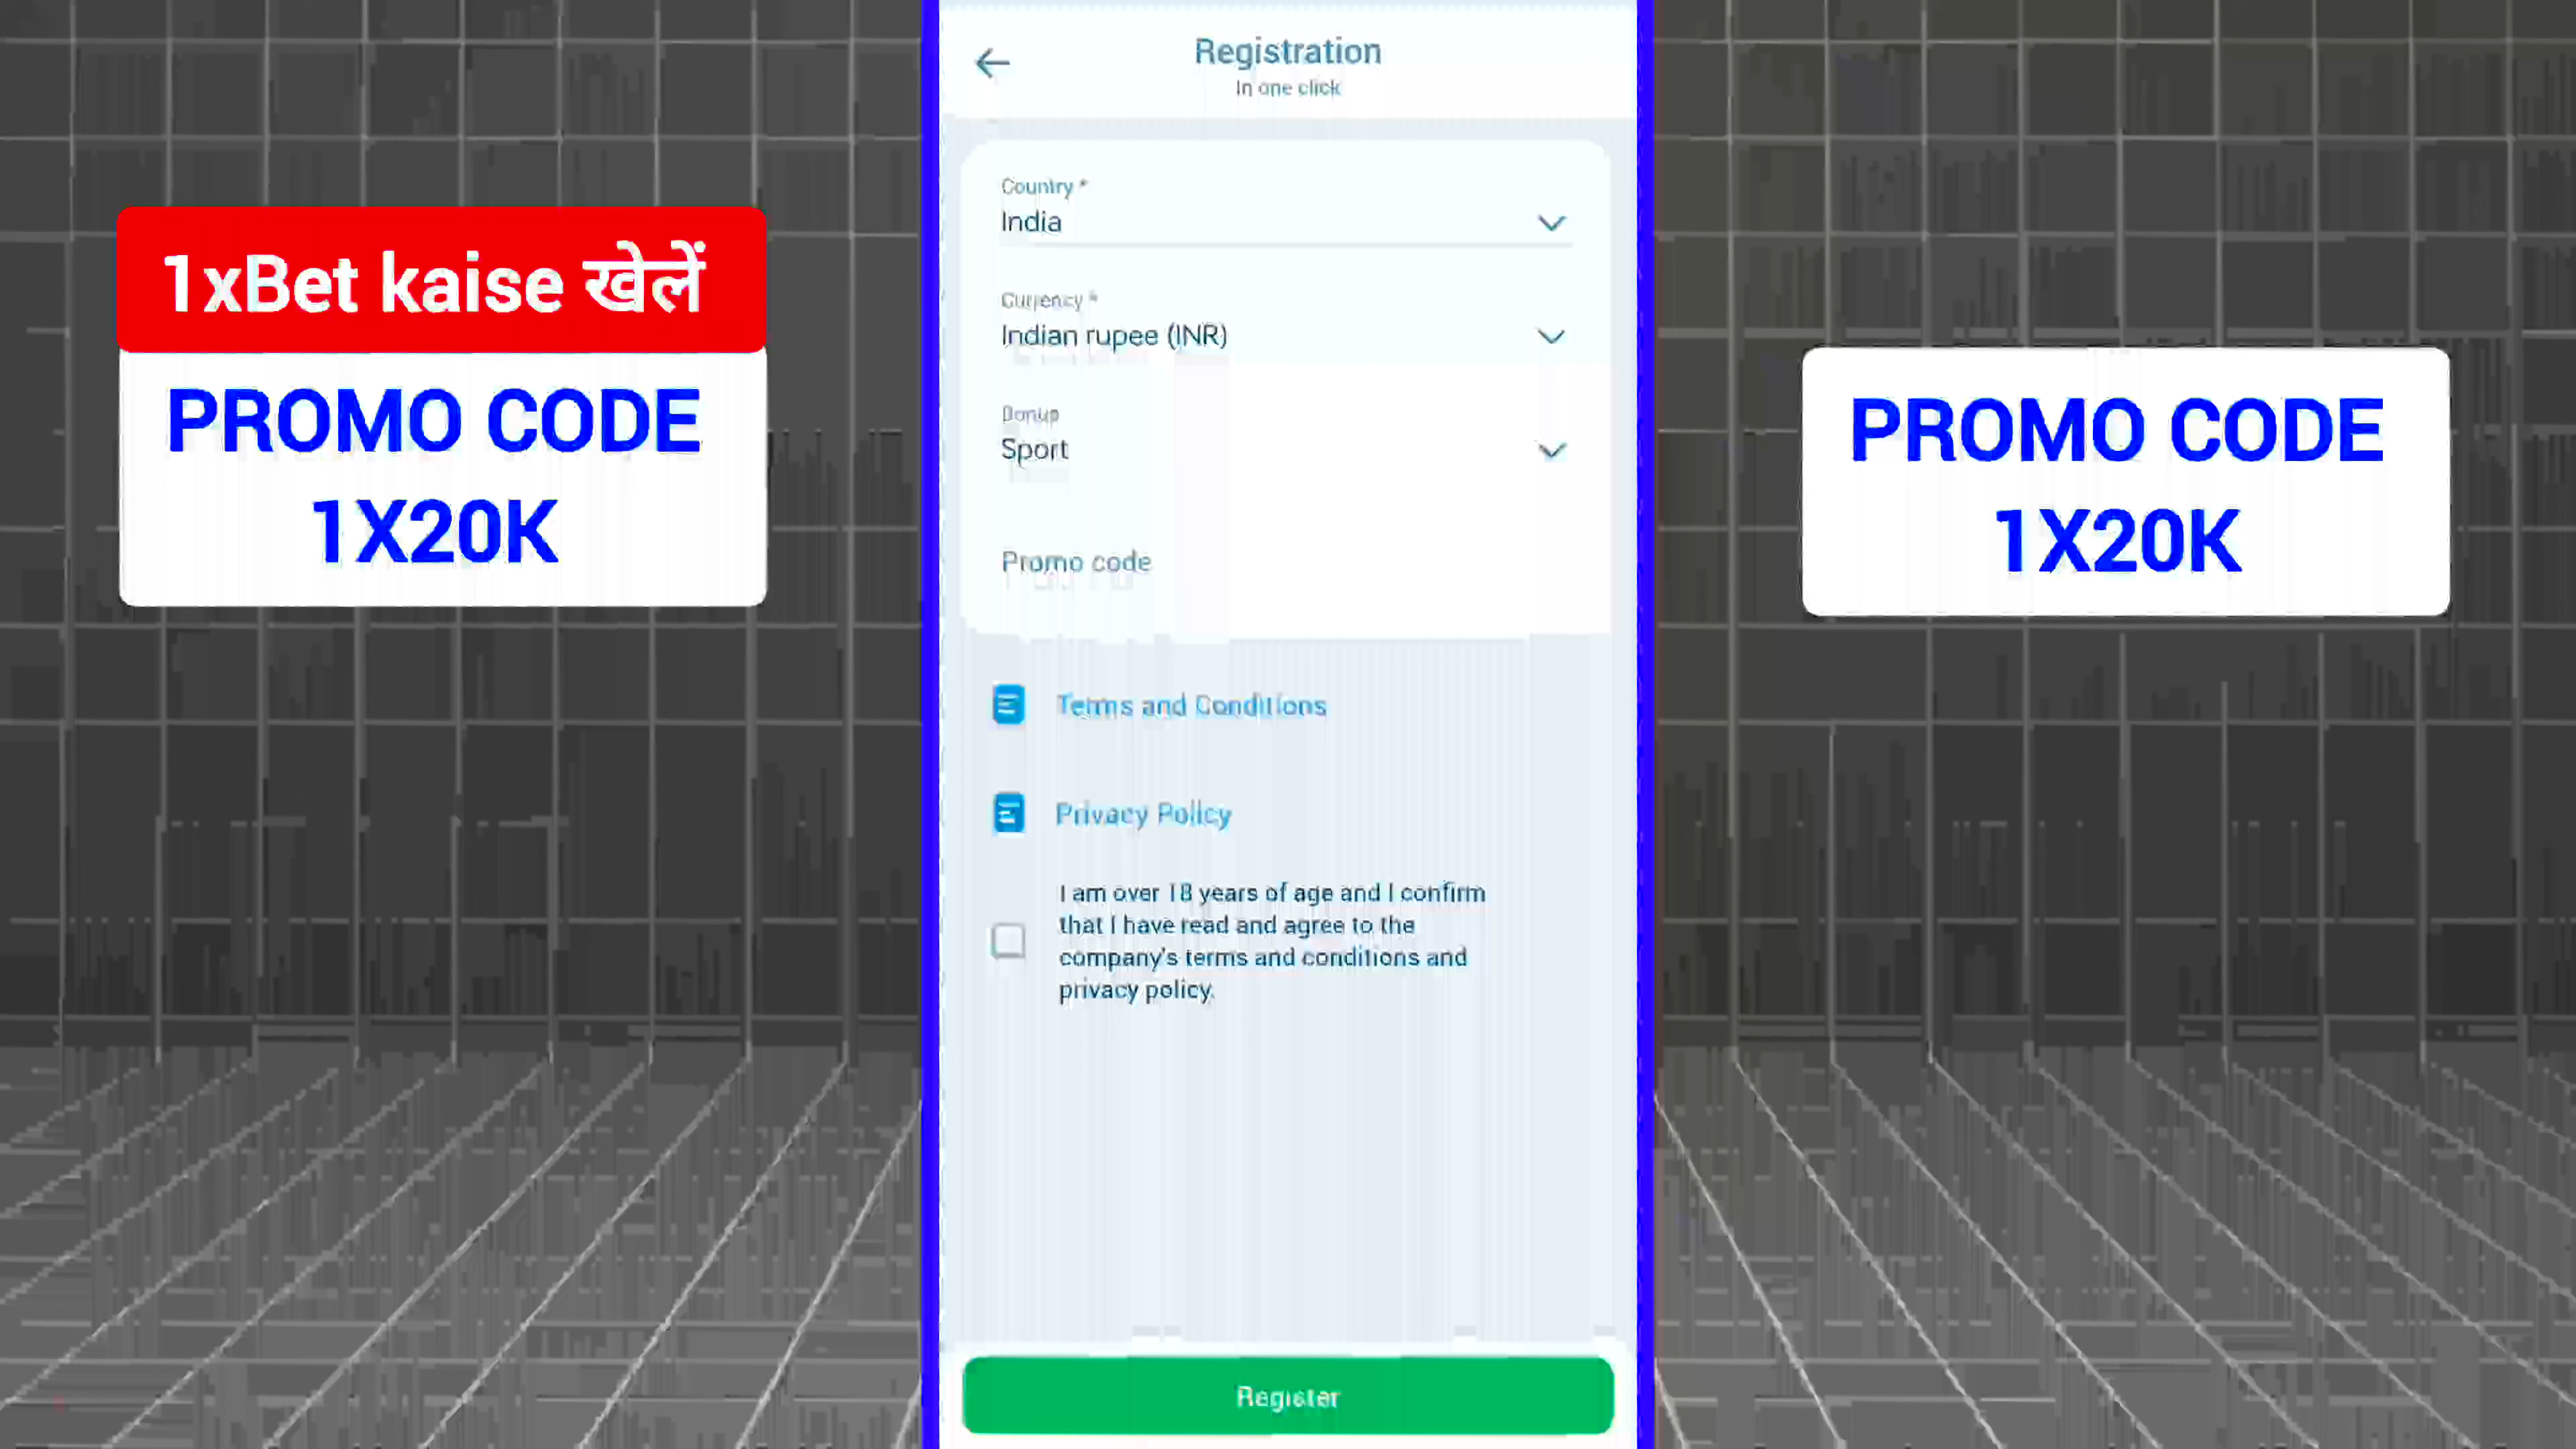 1xBet kaise खेलें
PROMO CODE
1X20K
Registration
In one click
Country *
India
Currency *
Indian rupee (INR)
Sport
Promo code
Terms and Conditions
Privacy Policy
I am over 18 years of age and I confirm
that I have read and agree to the
company's terms and conditions and
privacy policy.
Register
PROMO CODE
1X20K